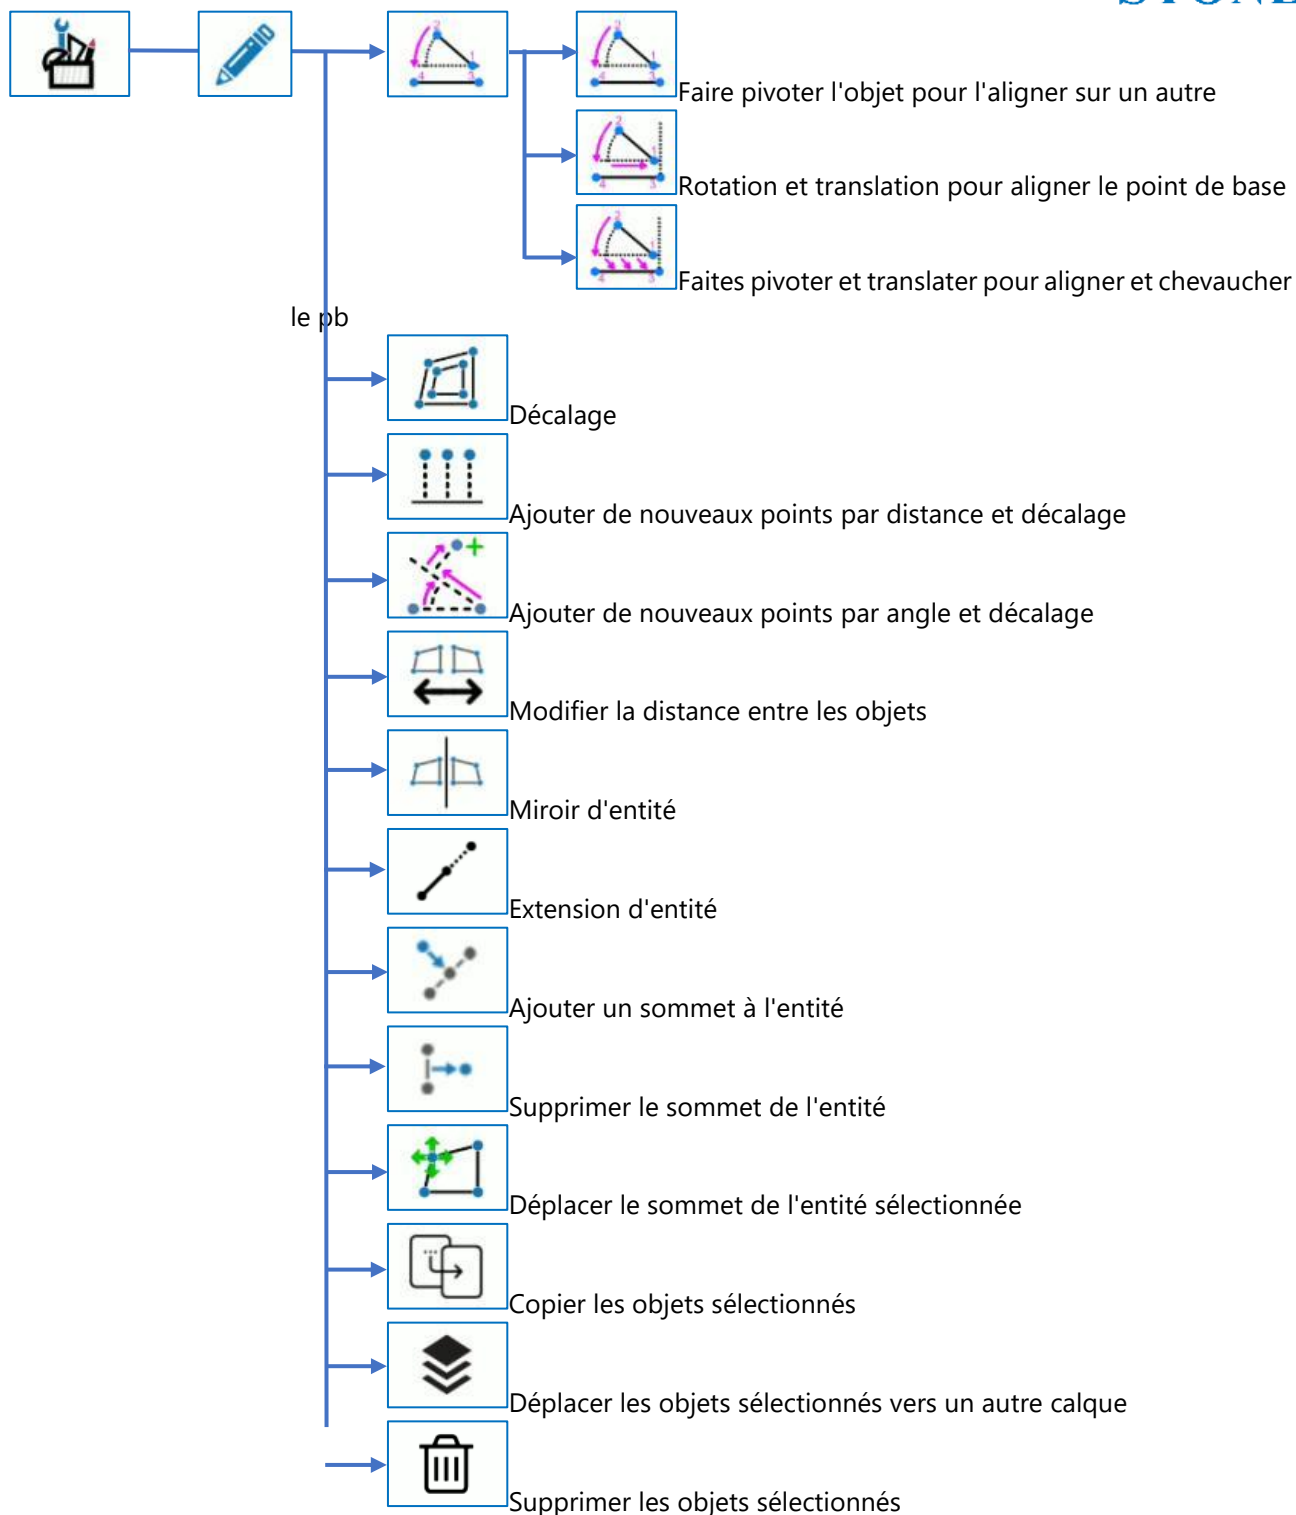 Faire pivoter l'objet pour l'aligner sur un autre
Rotation et translation pour aligner le point de base
Faites pivoter et translater pour aligner et chevaucher
le pb
Décalage
Ajouter de nouveaux points par distance et décalage
Ajouter de nouveaux points par angle et décalage
Modifier la distance entre les objets
Miroir d'entité
Extension d'entité
Ajouter un sommet à l'entité
Supprimer le sommet de l'entité
Déplacer le sommet de l'entité sélectionnée
Copier les objets sélectionnés
Déplacer les objets sélectionnés vers un autre calque
Supprimer les objets sélectionnés